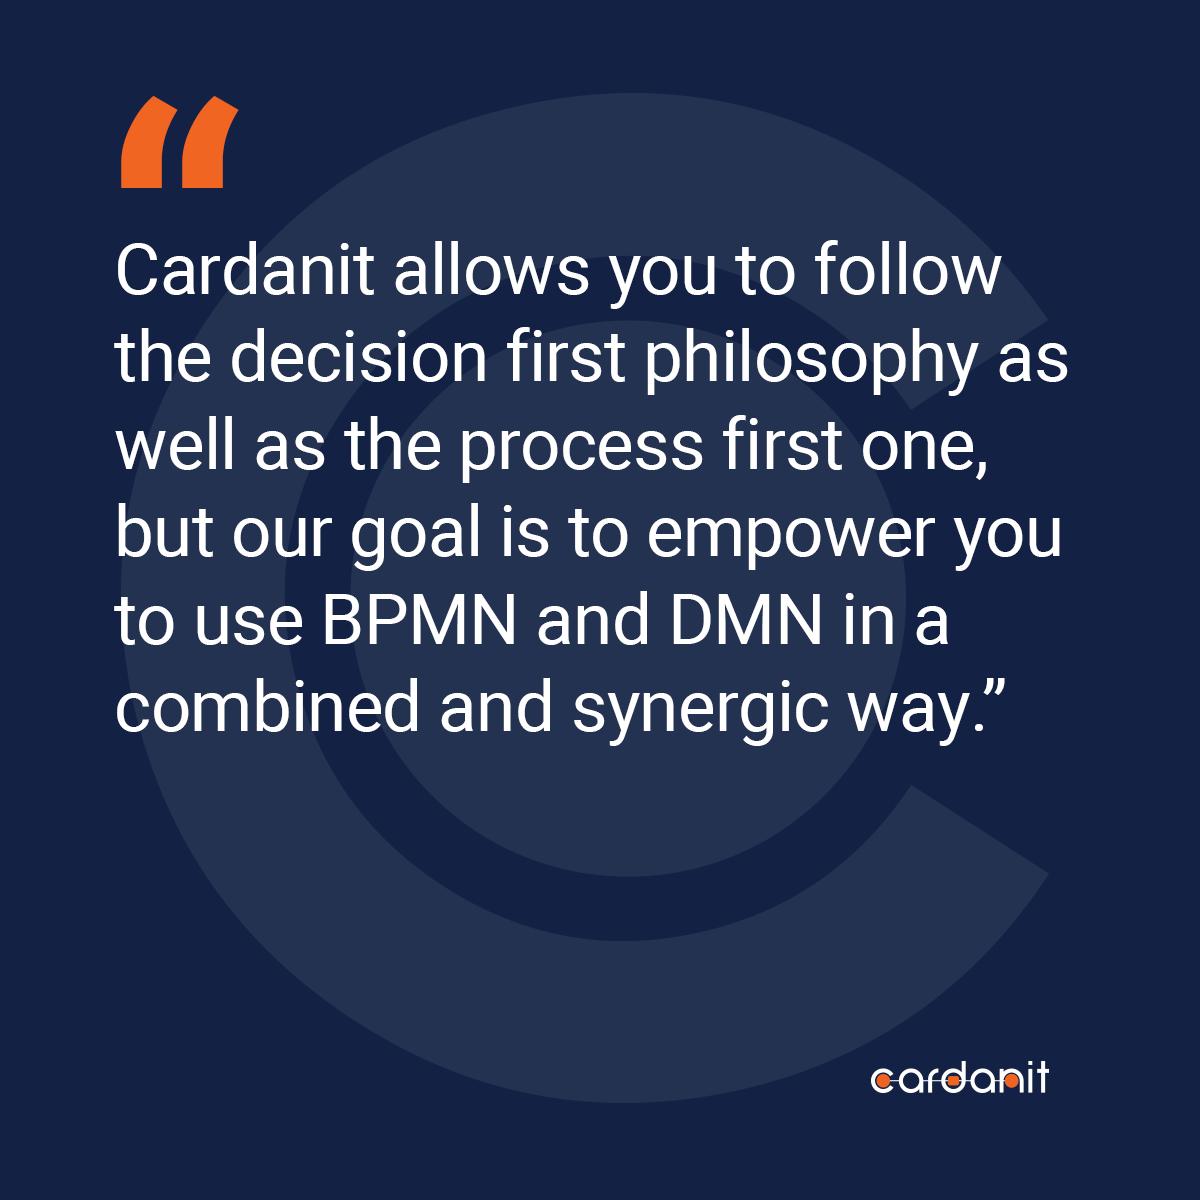 “
Cardanit allows you to follow
the decision first philosophy as
well as the process first one,
but our goal is to empower you
to use BPMN and DMN in a
combined and synergic way.”
cardanit